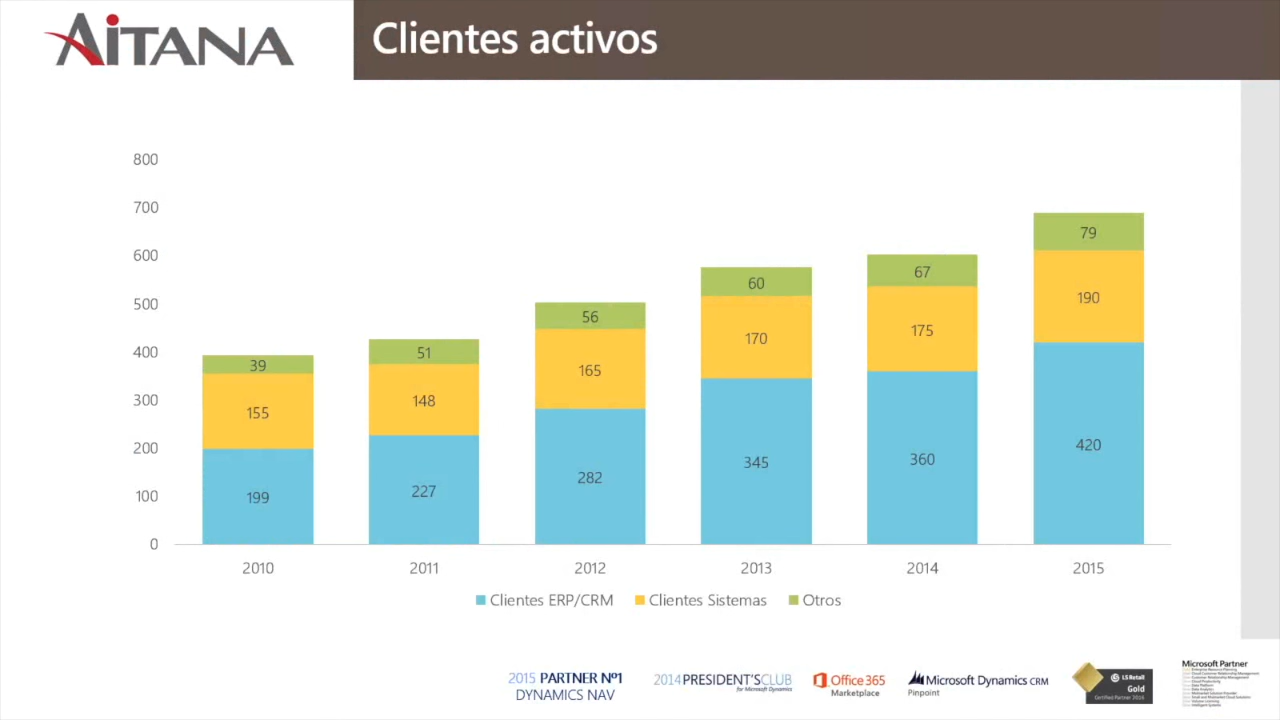 AiTANA
Clientes activos
800
700
600
500
400
300
200
100
0
39
155
199
51
148
227
56
165
282
60
170
345
67
175
360
79
190
420
2010 2011 2012 2013 2014 2015
Clientes ERP/CRM Clientes Sistemas Otros
2015 PARTNER Nº1
DYNAMICS NAV
2014 PRESIDENT'S CLUB
for Microsoft Dynamics
Office 365
Marketplace
Microsoft Dynamics CRM
Pinpoint
LS Retail
Gold
Certified Partner 2016
Microsoft Partner